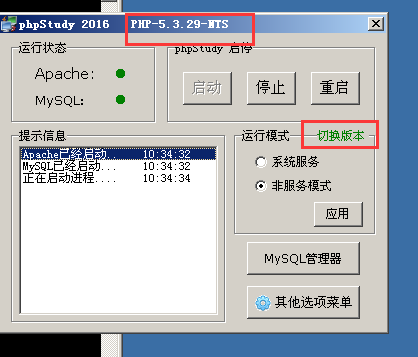 phpStudy 2016 PHP-5.3.29-NTS
运行状态
Apache:
MySQL:
phpStudy 启停
启动 停止 重启
提示信息
Apache已经启动... 10:34:32
MySQL已经启动... 10:34:32
正在启动进程.... 10:34:34
运行模式 切换版本
系统服务
非服务模式
应用
MySQL管理器
其他选项菜单